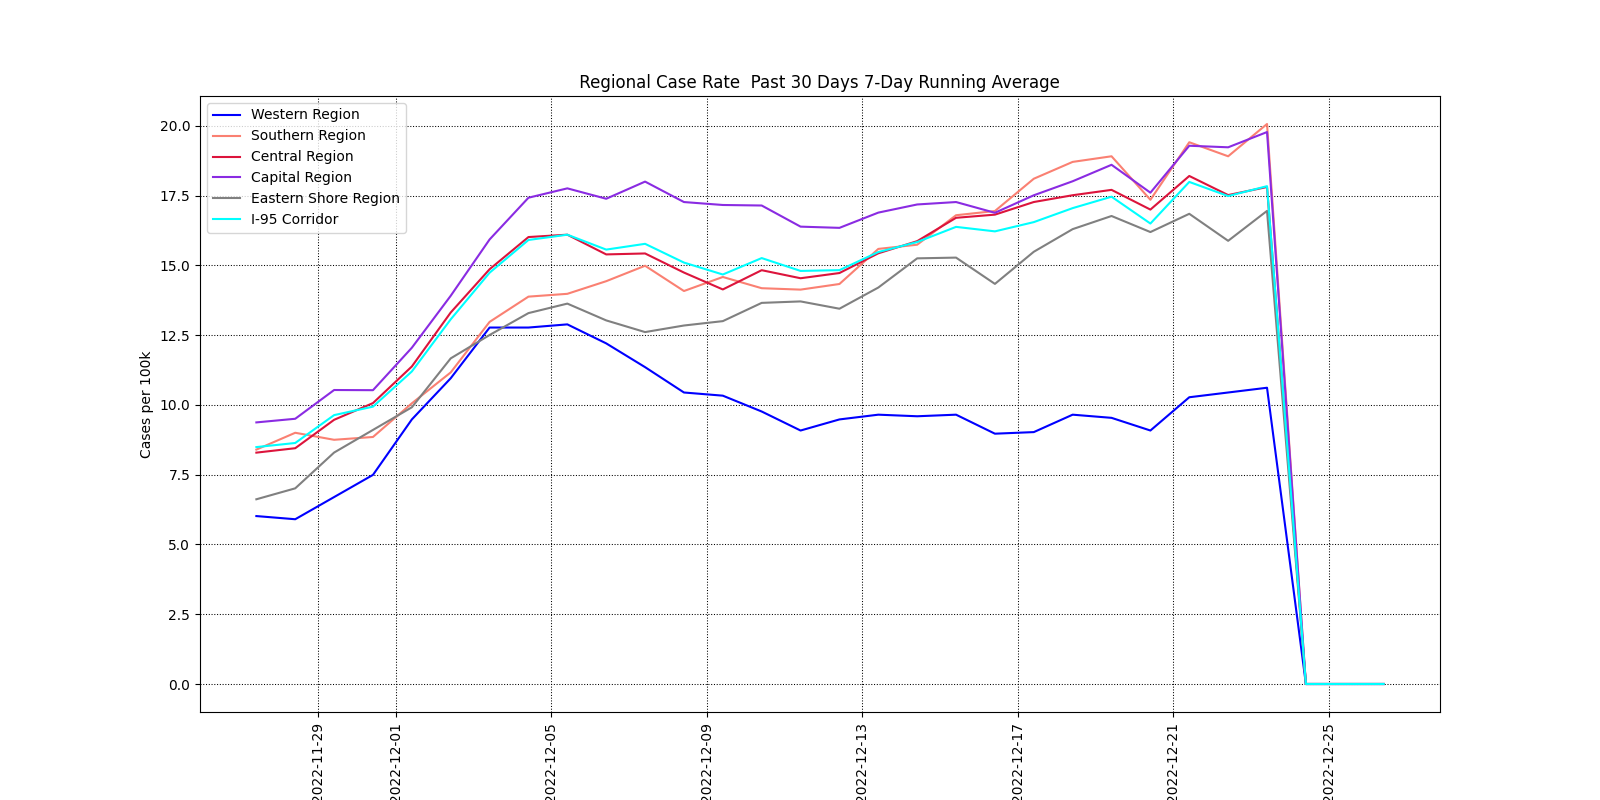 Regional Case Rate  Past 30 Days 7-Day Running Average
Western Region
Southern Region
Central Region
Capital Region
Eastern Shore Region
I-95 Corridor
Cases per 100k
20.0
17.5
15.0
12.5
10.0
7.5
5.0
2.5
0.0
2022-11-29
2022-12-01
2022-12-05
2022-12-09
2022-12-13
2022-12-17
2022-12-21
2022-12-25